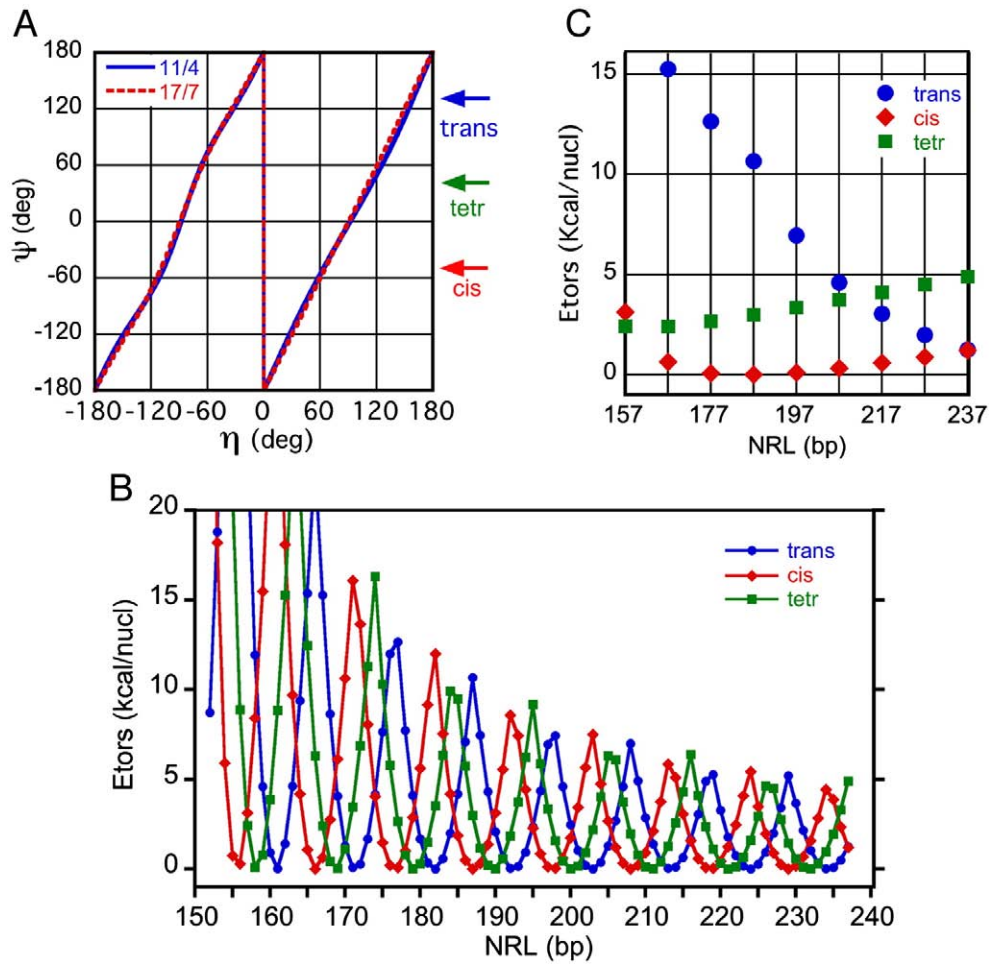 A
180
120
60
0
-60
-120
-180
ψ (deg)
11/4
17/7
-180 -120 -60 0 60 120 180
η (deg)
trans
tetr
cis
C
15
10
5
0
Etors (Kcal/nucl)
trans
cis
tetr
157 177 197 217 237
NRL (bp)
B
20
15
10
5
0
Etors (kcal/nucl)
trans
cis
tetr
150 160 170 180 190 200 210 220 230 240
NRL (bp)